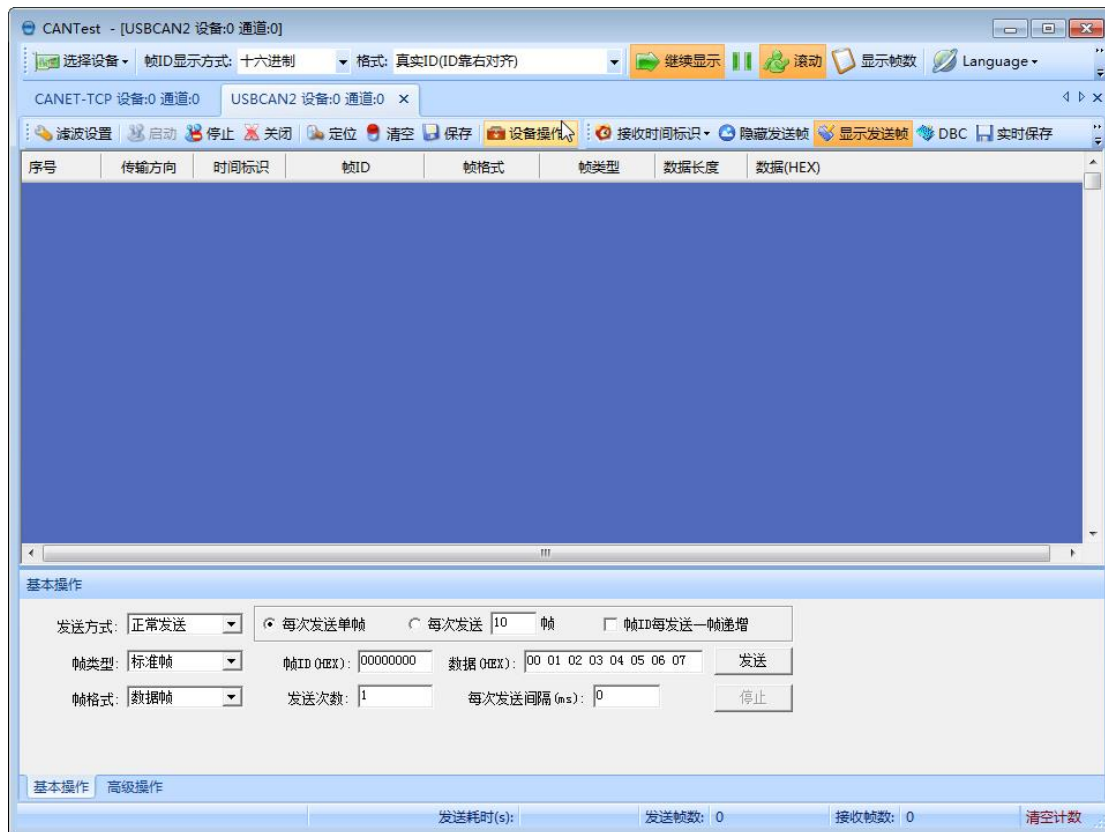 CANTest - [USBCAN2 设备:0 通道:0]
选择设备 帧ID显示方式: 十六进制 格式: 真实ID(ID靠右对齐) 继续显示 滚动 显示帧数 Language
CANET-TCP 设备:0 通道:0 USBCAN2 设备:0 通道:0
滤波设置 启动 停止 关闭 定位 清空 保存 设备操作 接收时间标识 隐藏发送帧 显示发送帧 DBC 实时保存
序号 传输方向 时间标识 帧ID 帧格式 帧类型 数据长度 数据(HEX)
基本操作
发送方式: 正常发送 每次发送单帧 每次发送 10 帧 帧ID每发送一帧递增
帧类型: 标准帧 帧ID(HEX): 00000000 数据(HEX): 00 01 02 03 04 05 06 07 发送
帧格式: 数据帧 发送次数: 1 每次发送间隔(ms): 0 停止
基本操作 高级操作
发送耗时(s): 发送帧数: 0 接收帧数: 0 清空计数